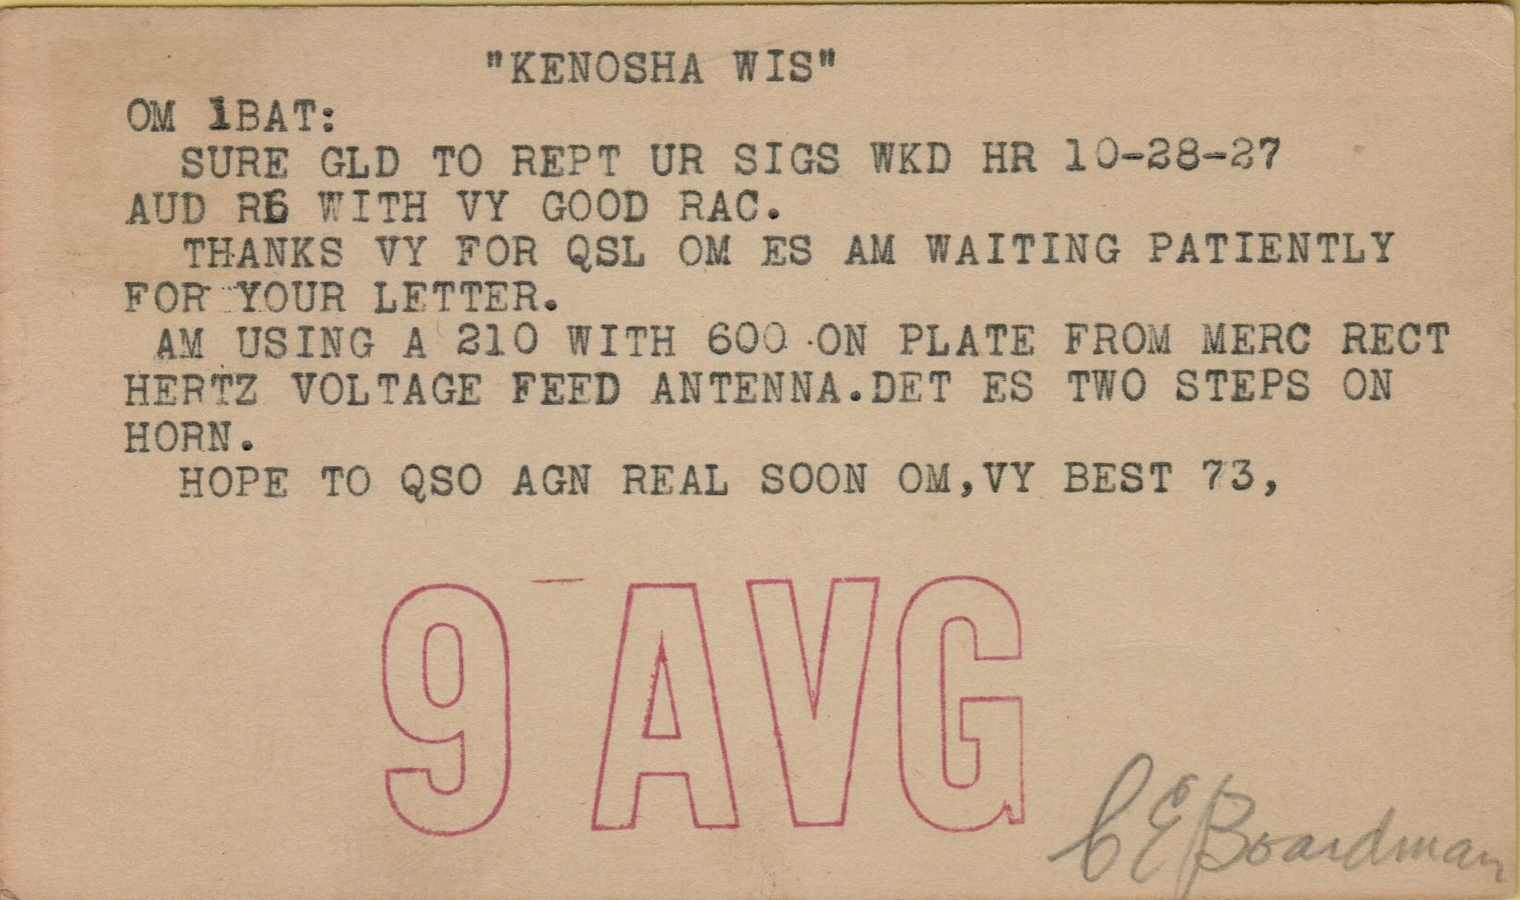 "KENOSHA WIS"
OM 1BAT:
SURE GLD TO REPT UR SIGS WKD HR 10-28-27
AUD R6 WITH VY GOOD RAC.
THANKS VY FOR QSL OM ES AM WAITING PATIENTLY
FOR YOUR LETTER.
AM USING A 210 WITH 600 ON PLATE FROM MERC RECT
HERTZ VOLTAGE FEED ANTENNA.DET ES TWO STEPS ON
HORN.
HOPE TO QSO AGN REAL SOON OM,VY BEST 73,
9 AVG
C E Boardman